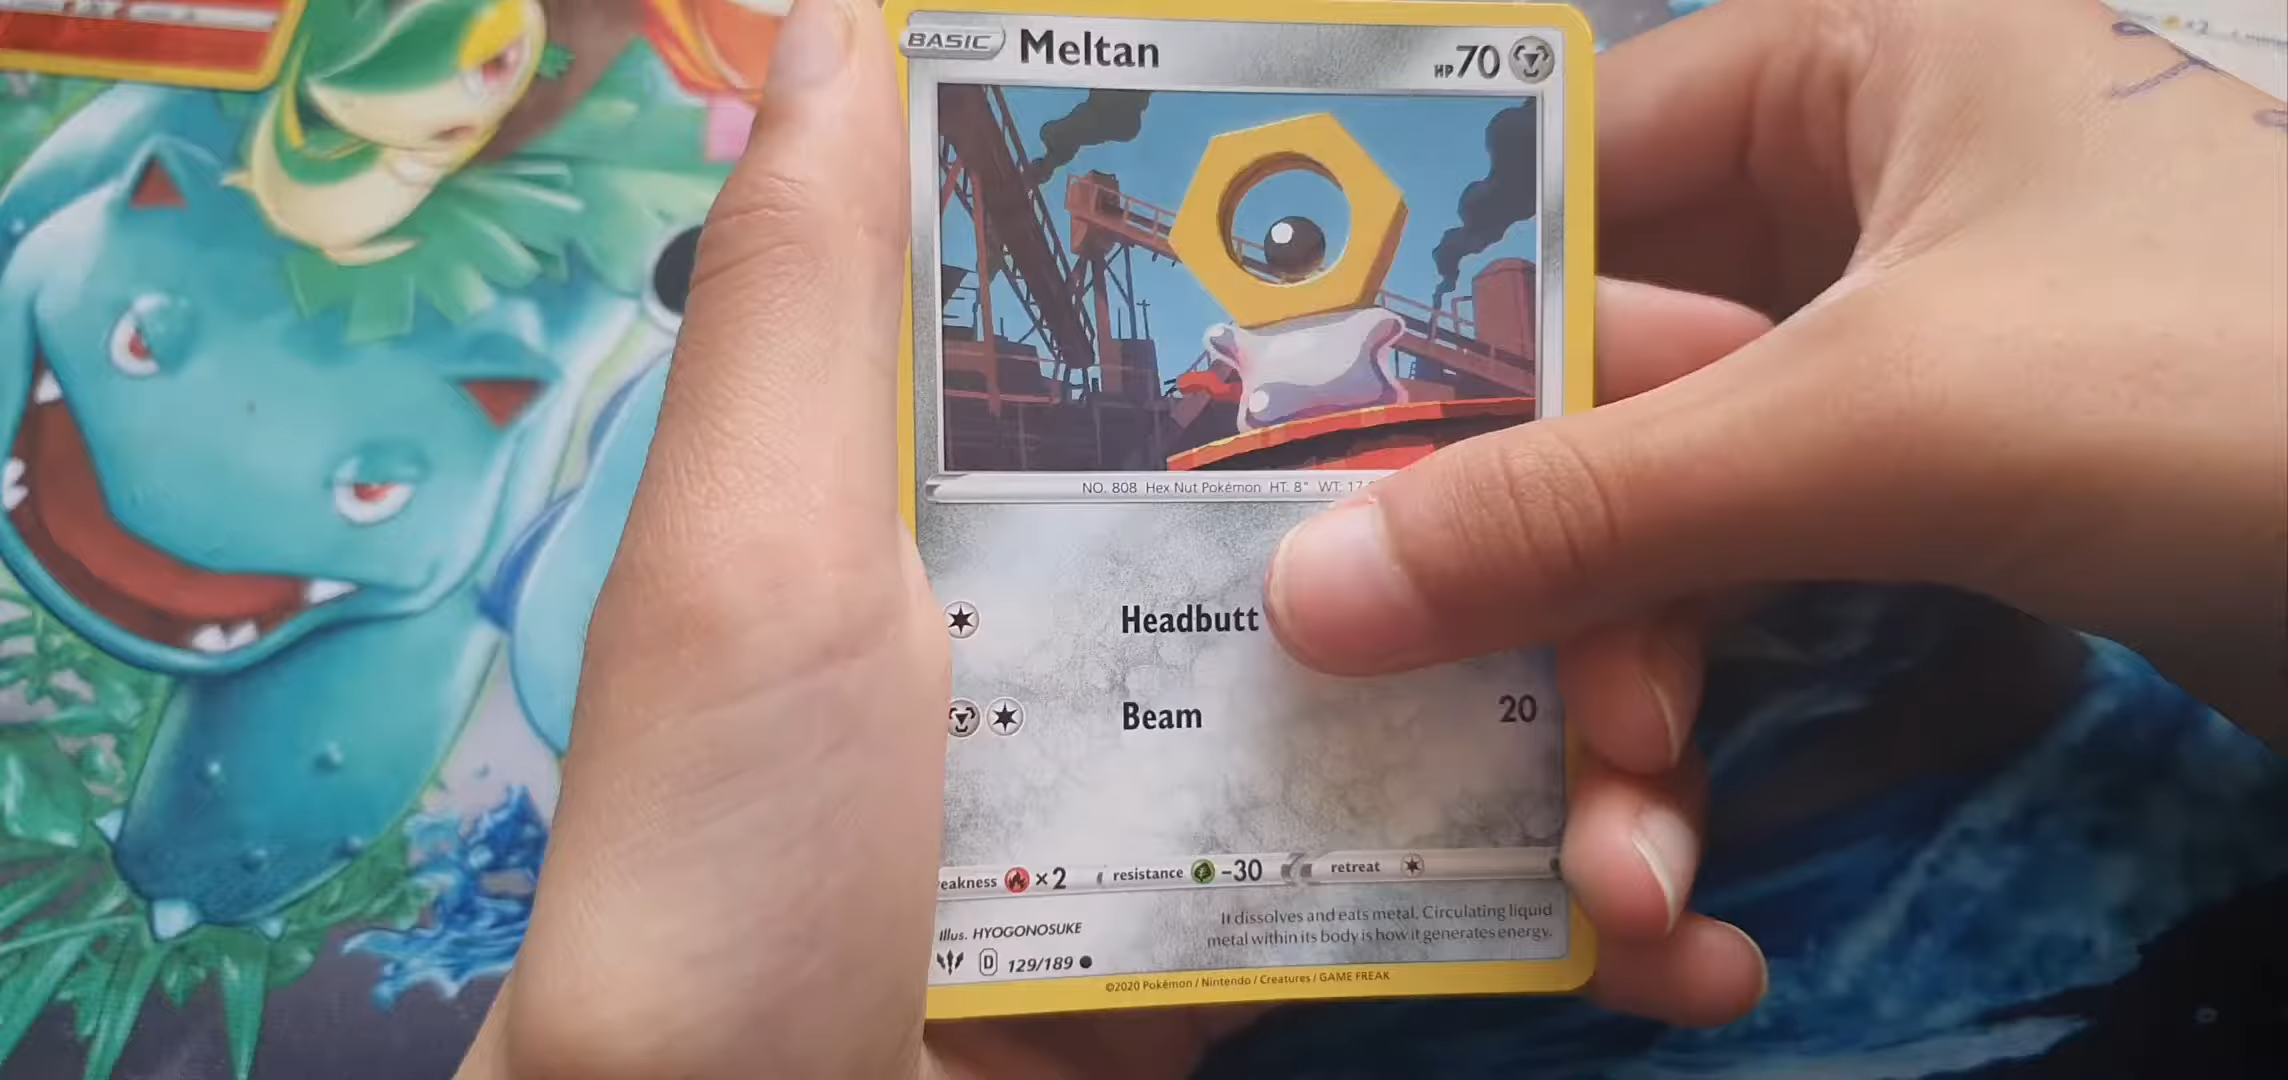 BASIC Meltan HP 70
NO. 808 Hex Nut Pokémon HT. 8" WT. 17
Headbutt
Beam 20
eakness ×2 resistance -30 retreat
Illus. HYOGONOSUKE
It dissolves and eats metal. Circulating liquid
metal within its body is how it generates energy.
D 129/189
©2020 Pokémon / Nintendo / Creatures / GAME FREAK